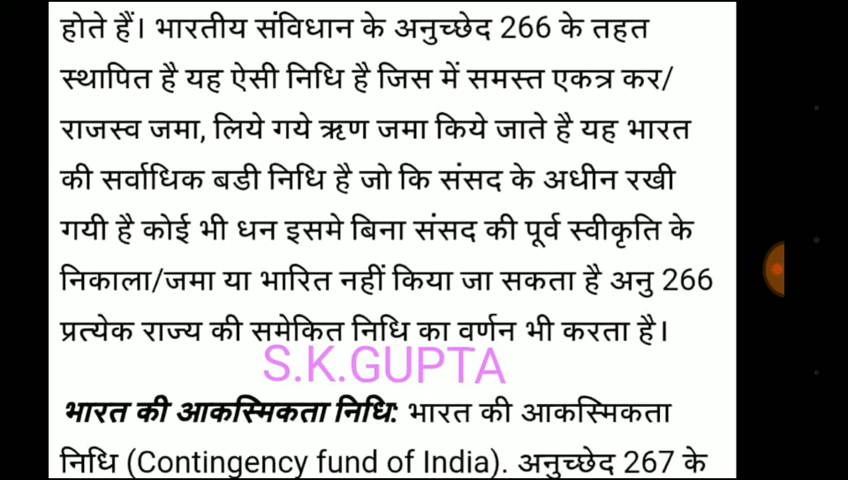 होते हैं। भारतीय संविधान के अनुच्छेद 266 के तहत
स्थापित है यह ऐसी निधि है जिस में समस्त एकत्र कर/
राजस्व जमा, लिये गये ऋण जमा किये जाते है यह भारत
की सर्वाधिक बडी निधि है जो कि संसद के अधीन रखी
गयी है कोई भी धन इसमे बिना संसद की पूर्व स्वीकृति के
निकाला/जमा या भारित नहीं किया जा सकता है अनु 266
प्रत्येक राज्य की समेकित निधि का वर्णन भी करता है।
S.K.GUPTA
भारत की आकस्मिकता निधि: भारत की आकस्मिकता
निधि (Contingency fund of India). अनुच्छेद 267 के